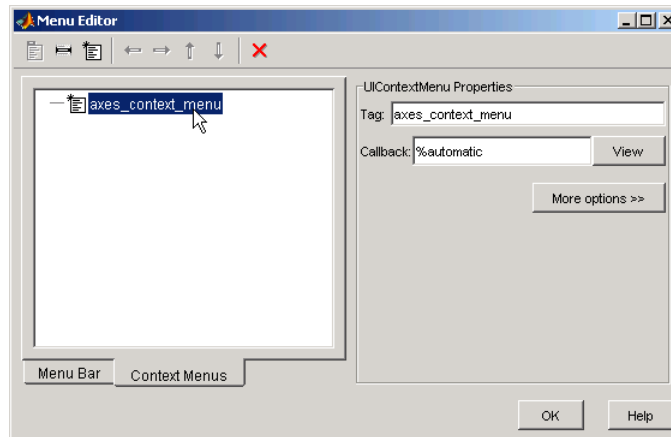 Menu Editor
axes_context_menu
UIContextMenu Properties
Tag: axes_context_menu
Callback: %automatic View
More options >>
Menu Bar Context Menus
OK Help